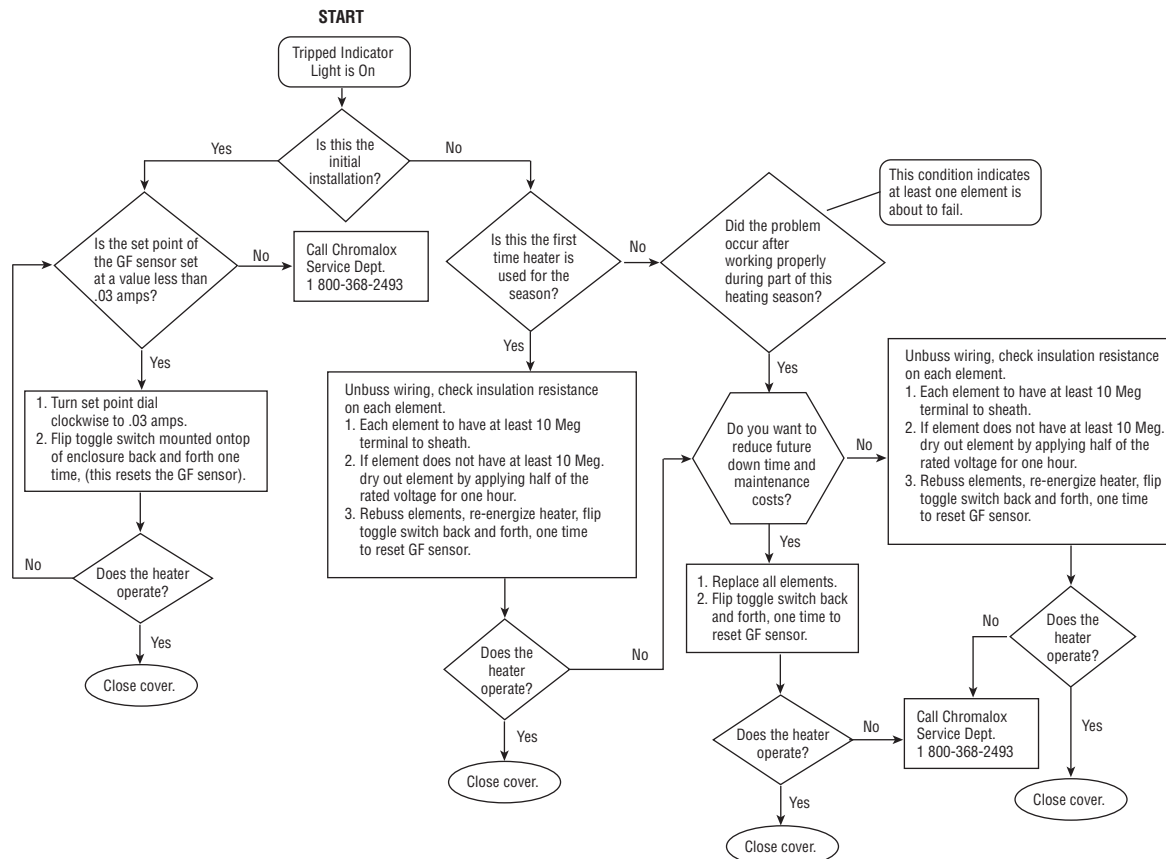 START
Tripped Indicator
Light is On
Is this the
initial
installation?
Yes
No
Is the set point of
the GF sensor set
at a value less than
.03 amps?
No
Call Chromalox
Service Dept.
1 800-368-2493
Yes
1. Turn set point dial
clockwise to .03 amps.
2. Flip toggle switch mounted ontop
of enclosure back and forth one
time, (this resets the GF sensor).
Does the heater
operate?
No
Yes
Close cover.
Is this the first
time heater is
used for the
season?
No
Yes
Unbuss wiring, check insulation resistance
on each element.
1. Each element to have at least 10 Meg
terminal to sheath.
2. If element does not have at least 10 Meg.
dry out element by applying half of the
rated voltage for one hour.
3. Rebuss elements, re-energize heater, flip
toggle switch back and forth, one time
to reset GF sensor.
Does the
heater
operate?
No
Yes
Close cover.
Did the problem
occur after
working properly
during part of this
heating season?
This condition indicates
at least one element is
about to fail.
Yes
Do you want to
reduce future
down time and
maintenance
costs?
No
Yes
1. Replace all elements.
2. Flip toggle switch back
and forth, one time to
reset GF sensor.
Does the heater
operate?
No
Yes
Close cover.
Unbuss wiring, check insulation resistance
on each element.
1. Each element to have at least 10 Meg
terminal to sheath.
2. If element does not have at least 10 Meg.
dry out element by applying half of the
rated voltage for one hour.
3. Rebuss elements, re-energize heater, flip
toggle switch back and forth, one time
to reset GF sensor.
Does the
heater
operate?
No
Call Chromalox
Service Dept.
1 800-368-2493
Yes
Close cover.